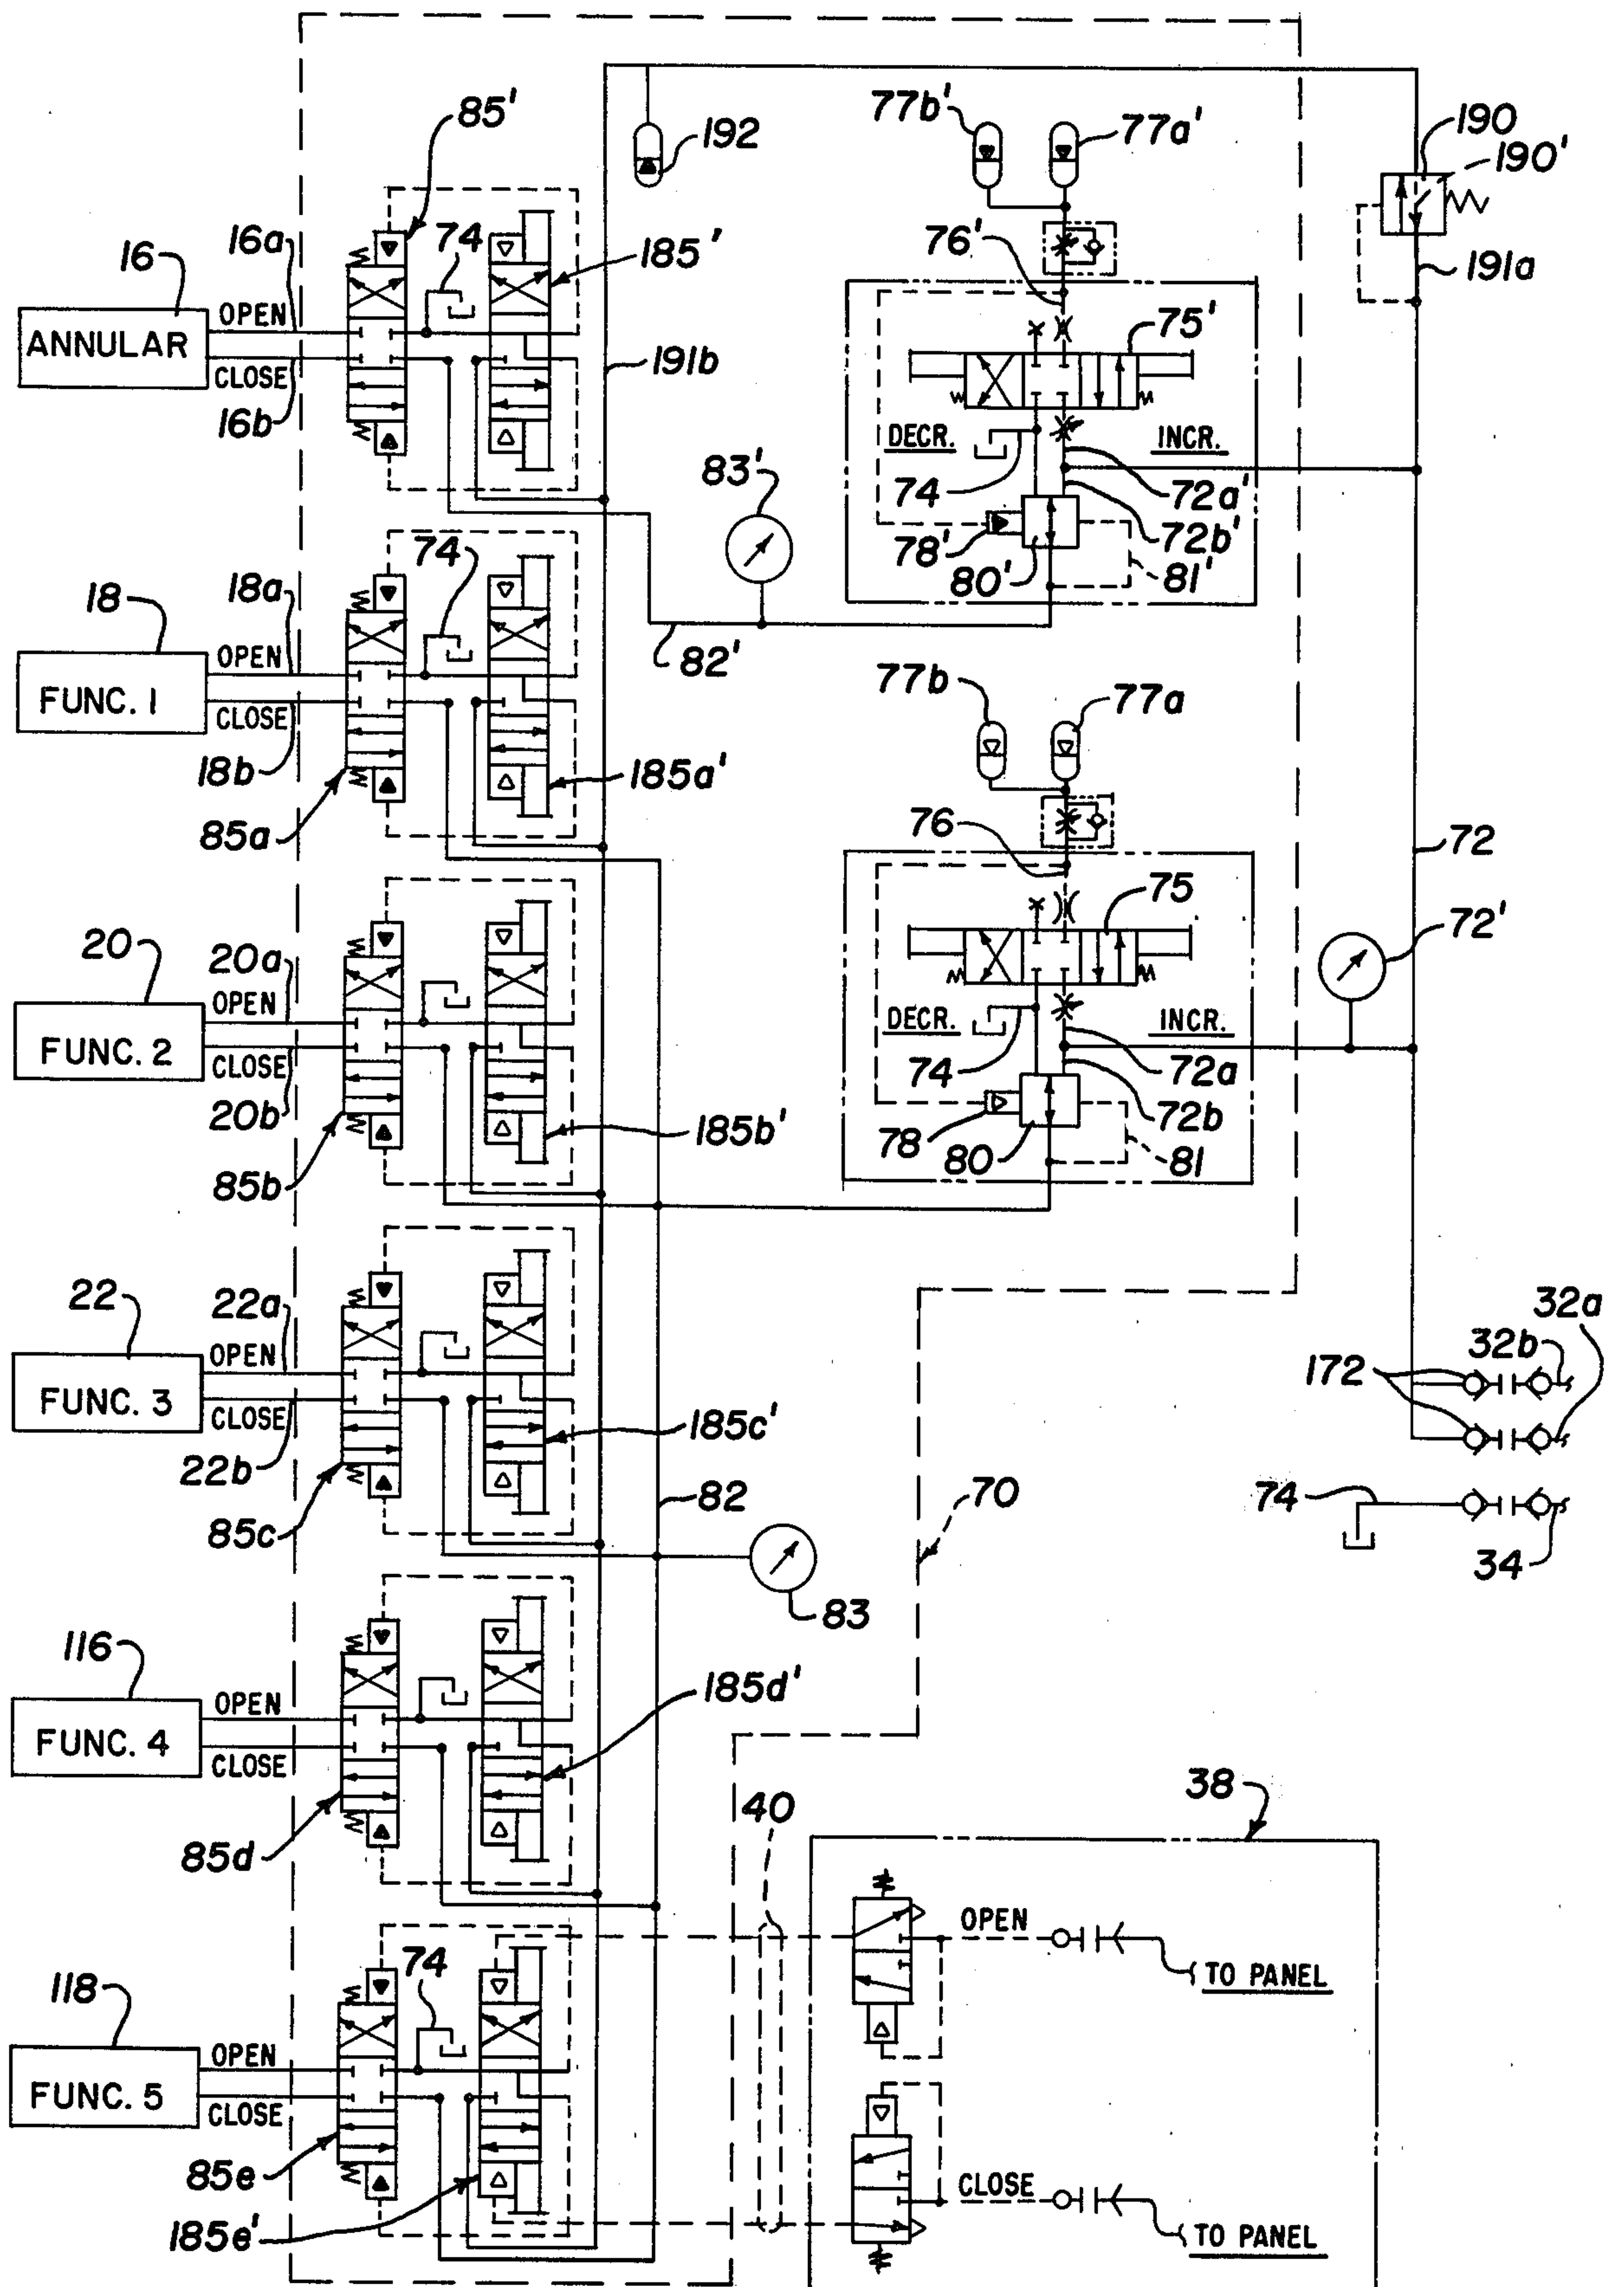 85'
77b'
77a'
192
190
190'
16
16a
74
185'
76'
191a
OPEN
ANNULAR
75'
CLOSE
191b
16b
DECR.
INCR.
83'
74
72a'
72b'
78'
80'
81'
18
18a
74
OPEN
FUNC. 1
82'
CLOSE
77b
77a
18b
185a'
85a
76
72
75
72'
20
20a
OPEN
FUNC. 2
DECR.
INCR.
CLOSE
74
72a
20b
72b
185b'
78
80
81
85b
22
22a
32a
32b
OPEN
172
FUNC. 3
CLOSE
185c'
22b
82
70
74
85c
34
83
116
185d'
OPEN
FUNC. 4
CLOSE
38
40
85d
OPEN
74
TO PANEL
118
OPEN
FUNC. 5
CLOSE
CLOSE
85e
185e'
TO PANEL